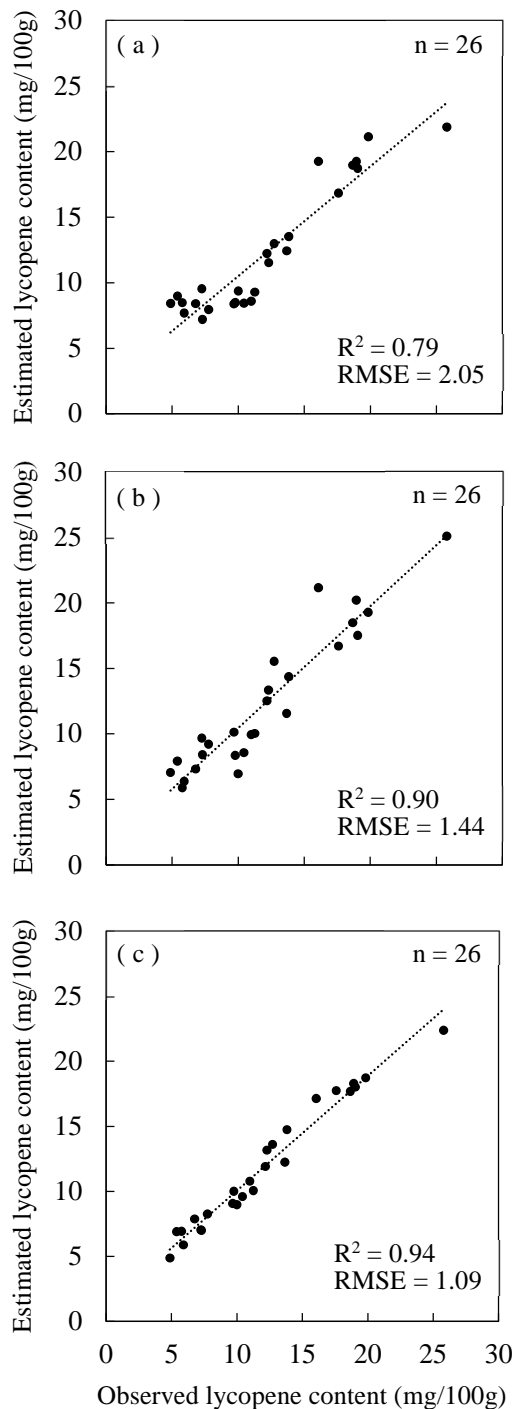 ( a )
n = 26
30
25
20
15
10
5
0
Estimated lycopene content (mg/100g)
R² = 0.79
RMSE = 2.05
( b )
n = 26
30
25
20
15
10
5
0
Estimated lycopene content (mg/100g)
R² = 0.90
RMSE = 1.44
( c )
n = 26
30
25
20
15
10
5
0
Estimated lycopene content (mg/100g)
R² = 0.94
RMSE = 1.09
0 5 10 15 20 25 30
Observed lycopene content (mg/100g)